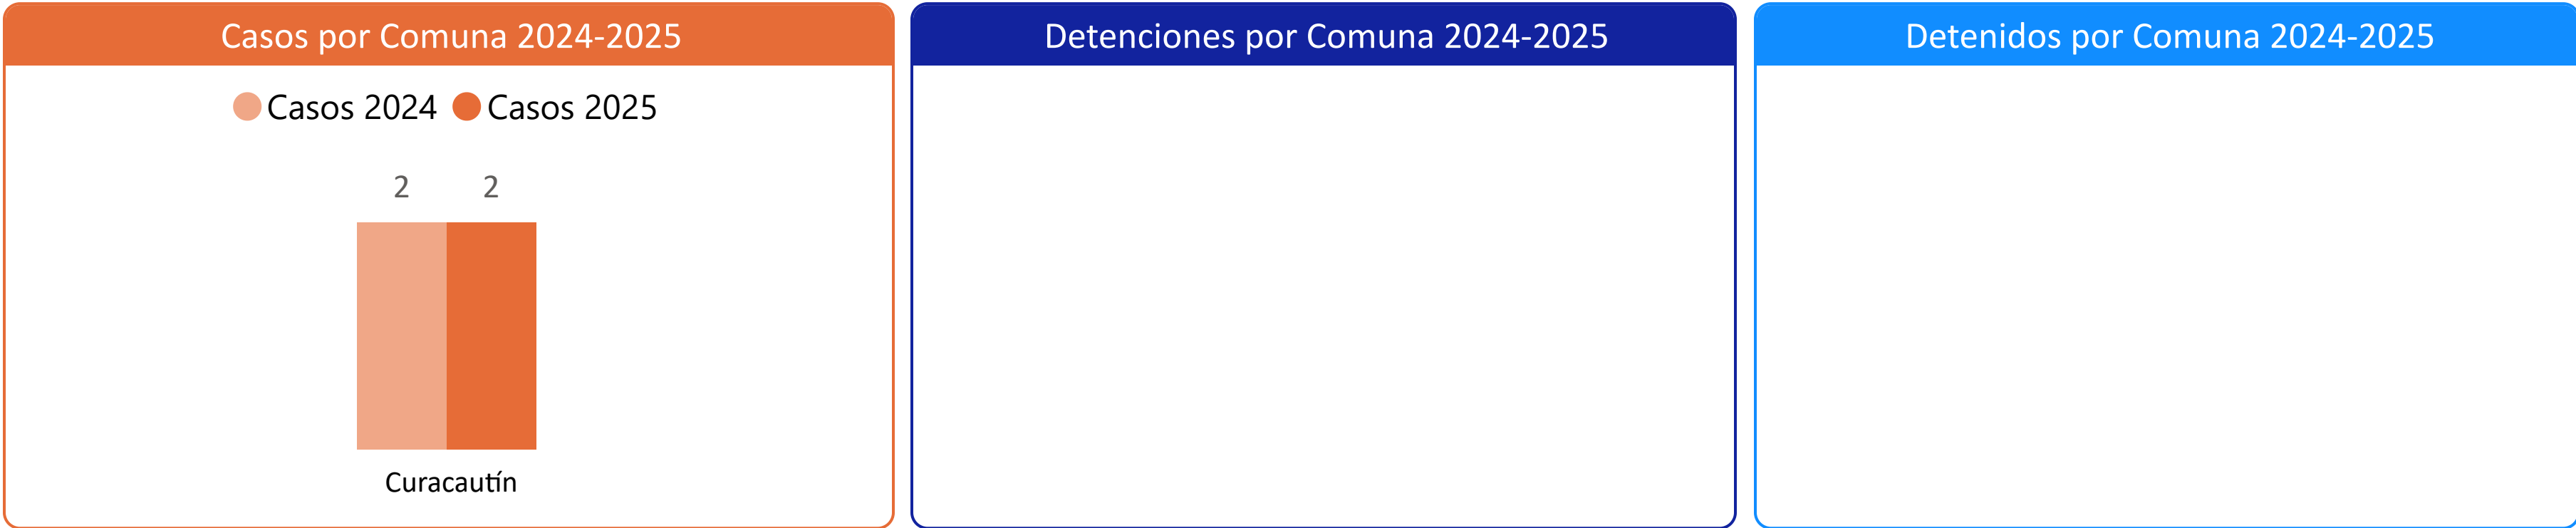 Casos por Comuna 2024-2025
Casos 2024 Casos 2025
2 2
Curacautín
Detenciones por Comuna 2024-2025
Detenidos por Comuna 2024-2025